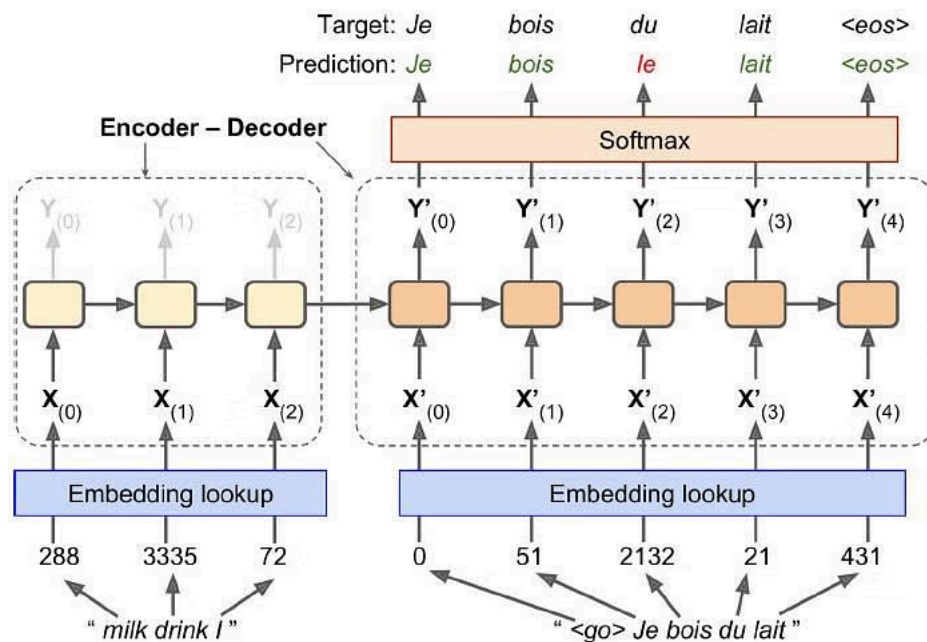 Target: Je bois du lait <eos>
Prediction: Je bois le lait <eos>
Encoder – Decoder
Softmax
Y(0) Y(1) Y(2) Y'(0) Y'(1) Y'(2) Y'(3) Y'(4)
X(0) X(1) X(2) X'(0) X'(1) X'(2) X'(3) X'(4)
Embedding lookup Embedding lookup
288 3335 72 0 51 2132 21 431
“ milk drink I ” “ <go> Je bois du lait ”